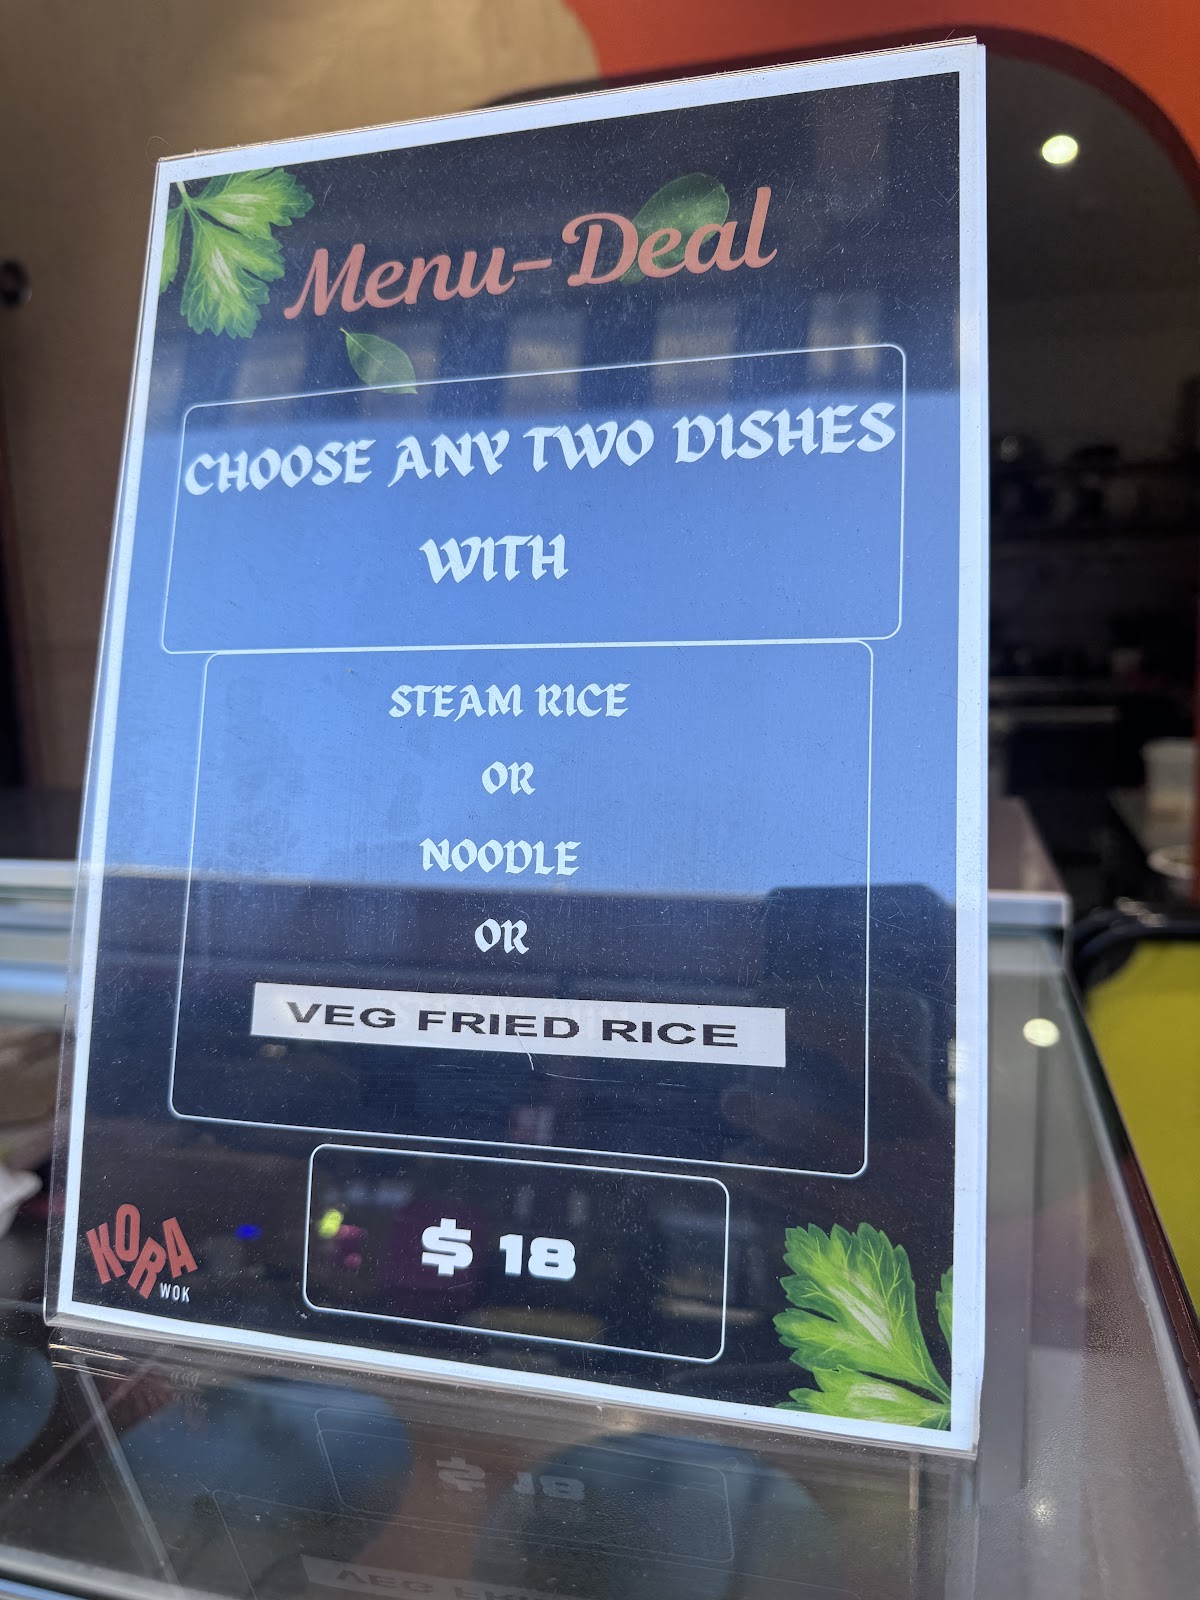 Menu-Deal
CHOOSE ANY TWO DISHES
WITH
STEAM RICE
OR
NOODLE
OR
VEG FRIED RICE
$ 18
KORA
WOK